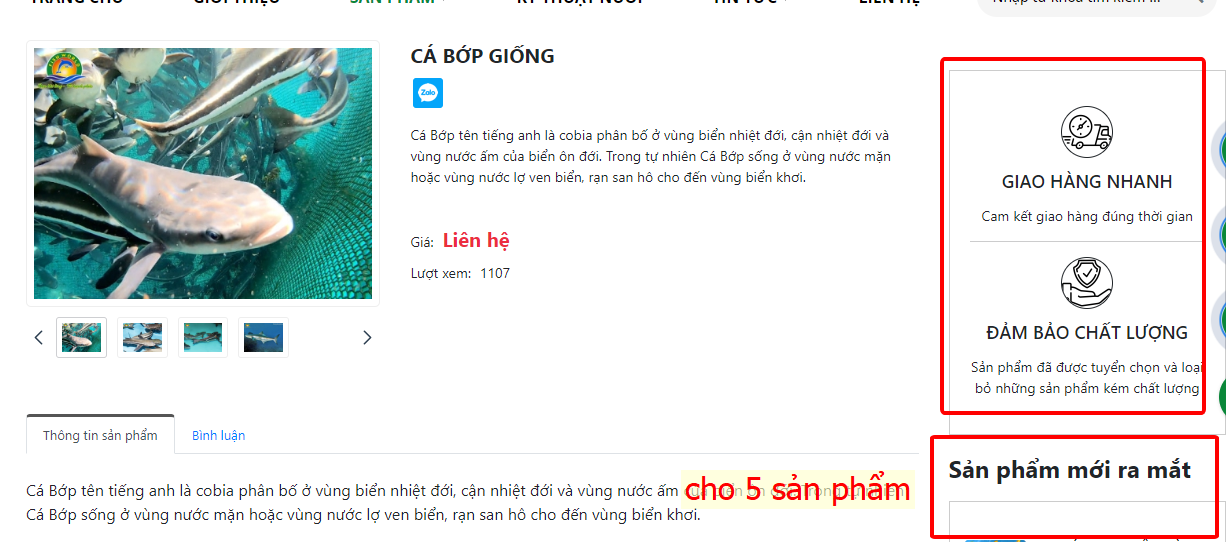 TRANG CHỦ GIỚI THIỆU SẢN PHẨM KỸ THUẬT NUÔI TIN TỨC LIÊN HỆ Nhập từ khóa tìm kiếm ...
CÁ BỚP GIỐNG
Zalo
Cá Bớp tên tiếng anh là cobia phân bố ở vùng biển nhiệt đới, cận nhiệt đới và
vùng nước ấm của biển ôn đới. Trong tự nhiên Cá Bớp sống ở vùng nước mặn
hoặc vùng nước lợ ven biển, rạn san hô cho đến vùng biển khơi.
Giá: Liên hệ
Lượt xem: 1107
GIAO HÀNG NHANH
Cam kết giao hàng đúng thời gian
ĐẢM BẢO CHẤT LƯỢNG
Sản phẩm đã được tuyển chọn và loại
bỏ những sản phẩm kém chất lượng
Thông tin sản phẩm Bình luận
Cá Bớp tên tiếng anh là cobia phân bố ở vùng biển nhiệt đới, cận nhiệt đới và vùng nước ấm
Cá Bớp sống ở vùng nước mặn hoặc vùng nước lợ ven biển, rạn san hô cho đến vùng biển khơi.
cho 5 sản phẩm
Sản phẩm mới ra mắt